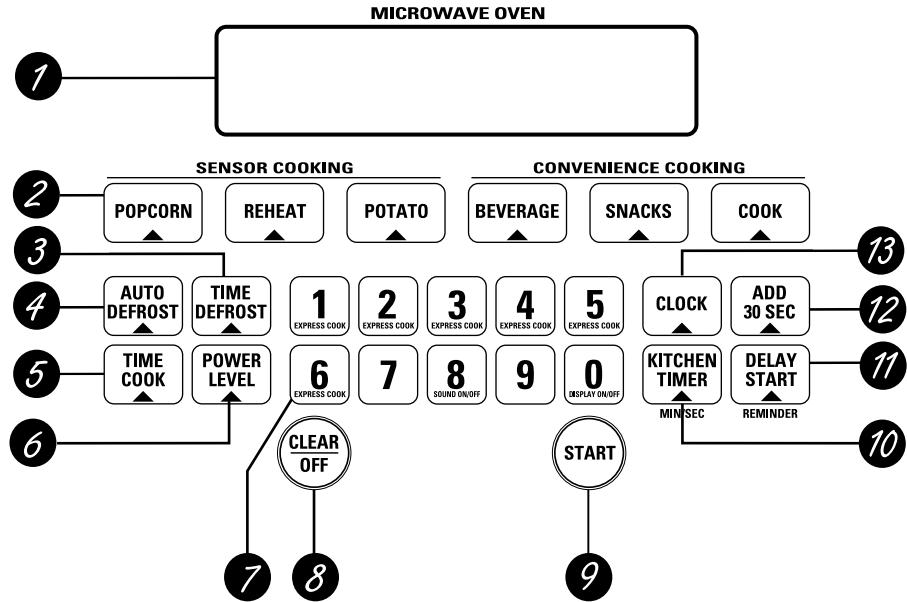 MICROWAVE OVEN
1
SENSOR COOKING CONVENIENCE COOKING
2
POPCORN REHEAT POTATO BEVERAGE SNACKS COOK
3
13
4
AUTO DEFROST
TIME DEFROST
1 EXPRESS COOK
2 EXPRESS COOK
3 EXPRESS COOK
4 EXPRESS COOK
5 EXPRESS COOK
CLOCK
ADD 30 SEC
12
5
TIME COOK
POWER LEVEL
6 EXPRESS COOK
7
8 SOUND ON/OFF
9
0 DISPLAY ON/OFF
KITCHEN TIMER
MIN/SEC
DELAY START
REMINDER
11
6
10
CLEAR
OFF
START
7
8
9